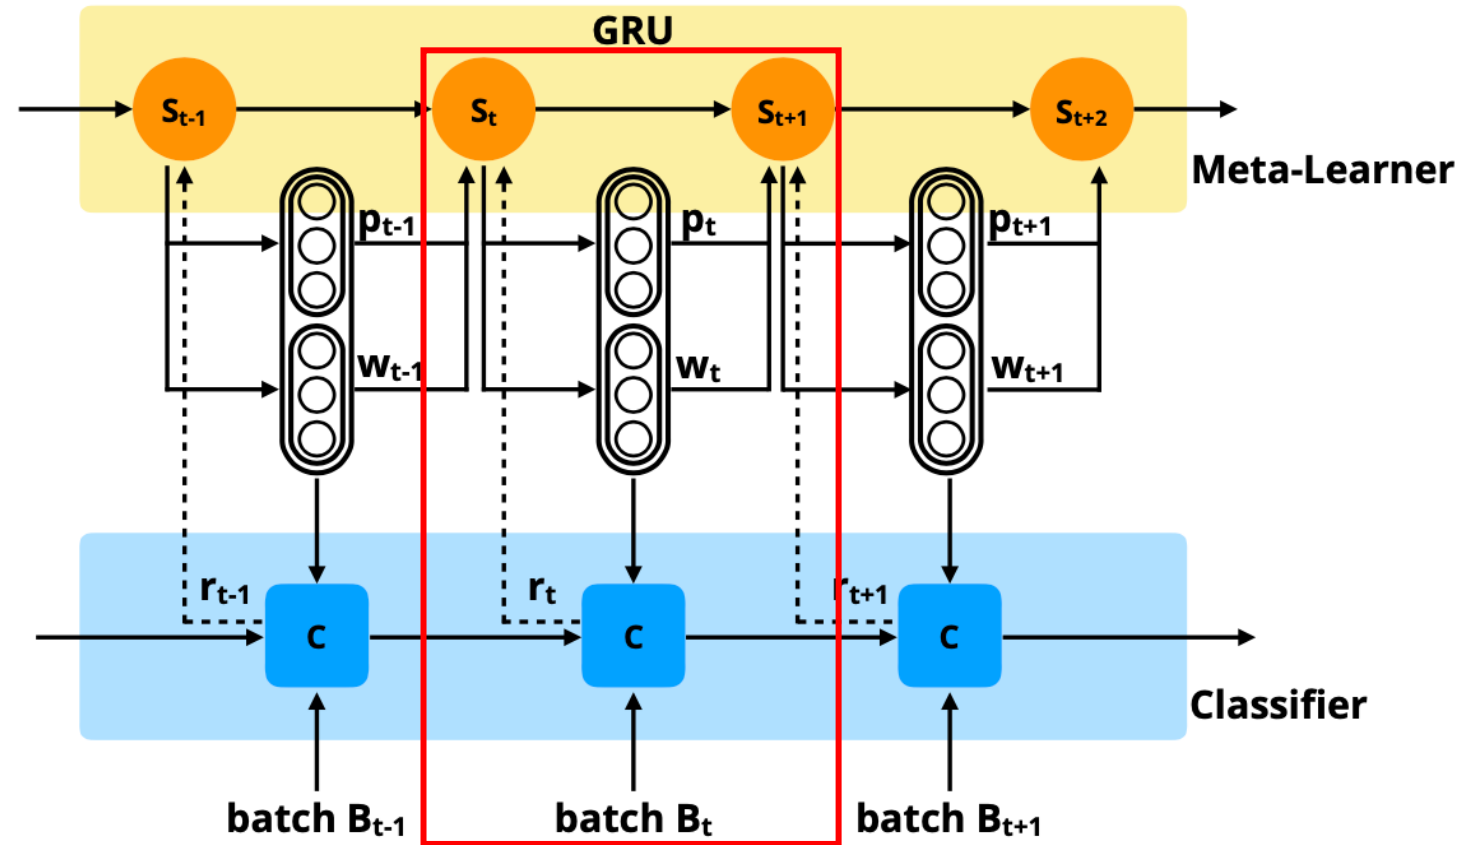 GRU
St-1
St
St+1
St+2
Meta-Learner
pt-1
pt
pt+1
wt-1
wt
wt+1
rt-1
rt
rt+1
C
C
C
Classifier
batch Bt-1
batch Bt
batch Bt+1